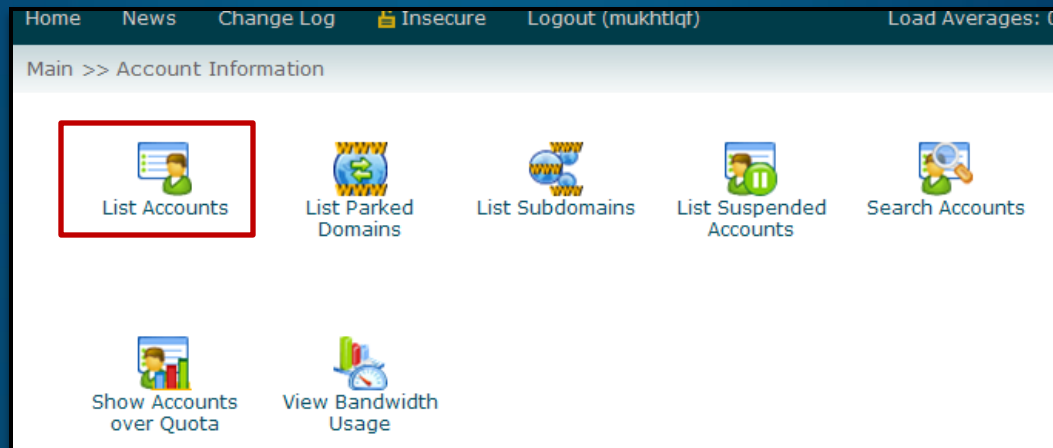 Home News Change Log Insecure Logout (mukhtlqf) Load Averages: 0
Main >> Account Information
List Accounts
List Parked
Domains
List Subdomains
List Suspended
Accounts
Search Accounts
Show Accounts
over Quota
View Bandwidth
Usage